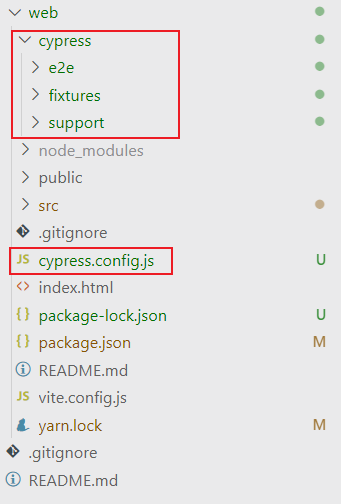 web
cypress
e2e
fixtures
support
node_modules
public
src
.gitignore
JS cypress.config.js U
<> index.html
{} package-lock.json U
{} package.json M
README.md
JS vite.config.js
yarn.lock M
.gitignore
README.md